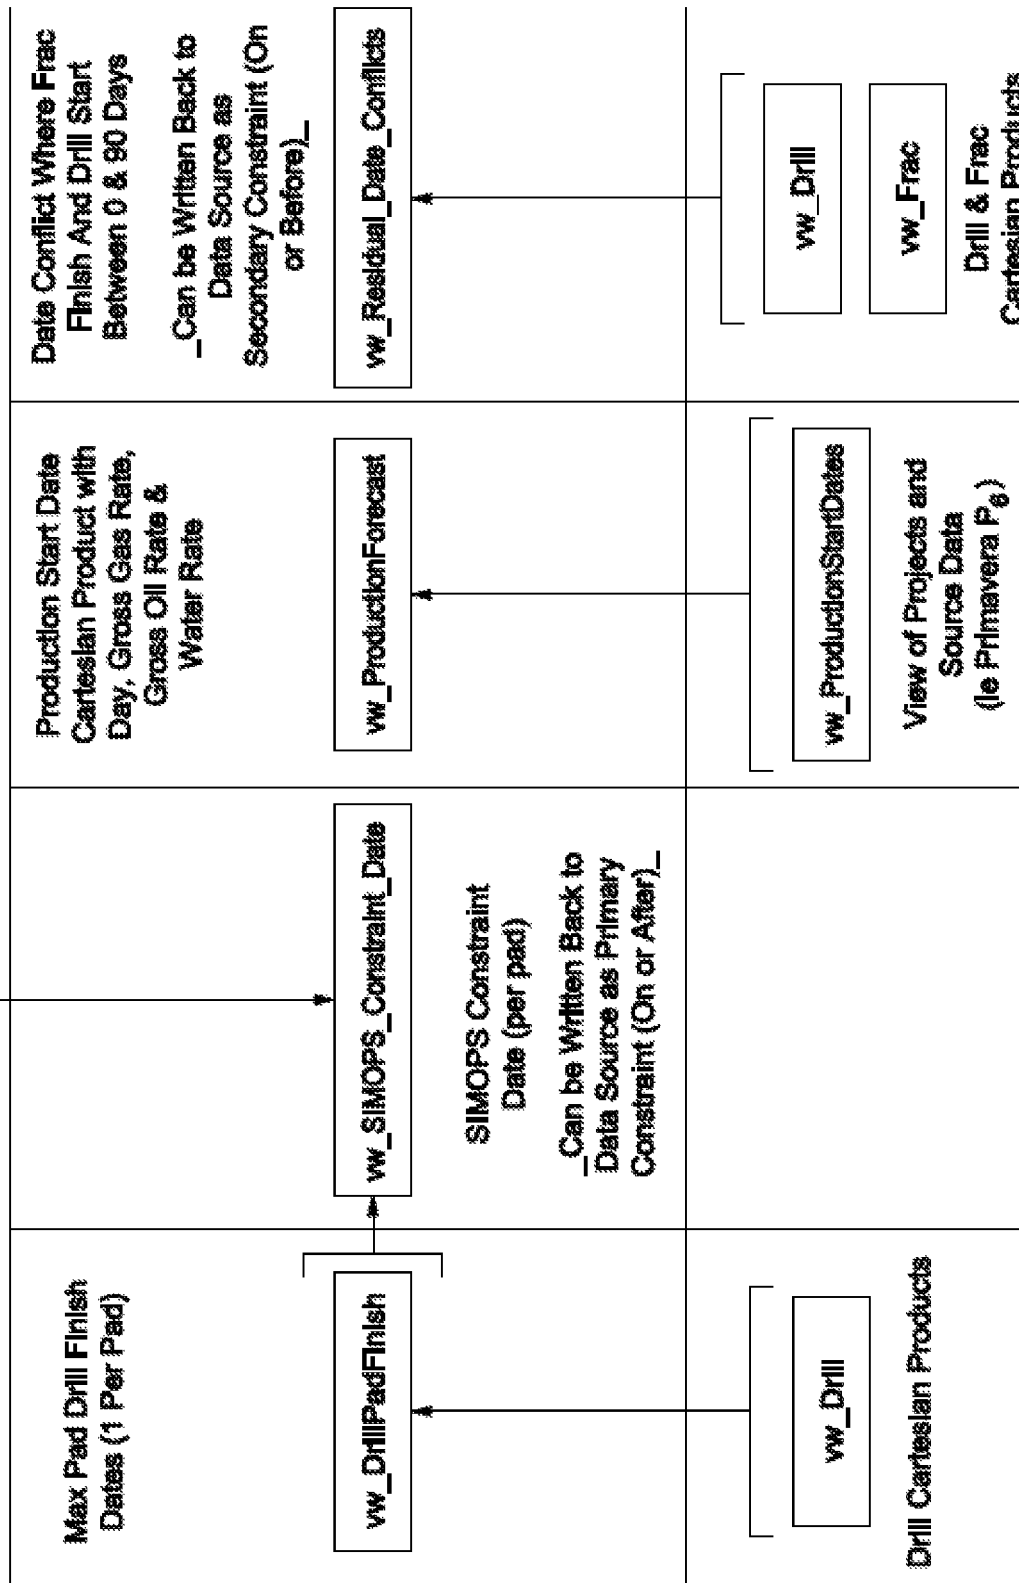 Max Pad Drill Finish
Dates (1 Per Pad)
vw_DrillPadFinish
vw_Drill
Drill Cartesian Products
vw_SIMOPS_Constraint_Date
SIMOPS Constraint
Date (per pad)
_Can be Written Back to
Data Source as Primary
Constraint (On or After)_
Production Start Date
Cartesian Product with
Day, Gross Gas Rate,
Gross Oil Rate &
Water Rate
vw_ProductionForecast
vw_ProductionStartDates
View of Projects and
Source Data
(ie Primavera P6)
Date Conflict Where Frac
Finish And Drill Start
Between 0 & 90 Days
_Can be Written Back to
Data Source as
Secondary Constraint (On
or Before)_
vw_Residual_Date_Conflicts
vw_Drill
vw_Frac
Drill & Frac
Cartesian Products